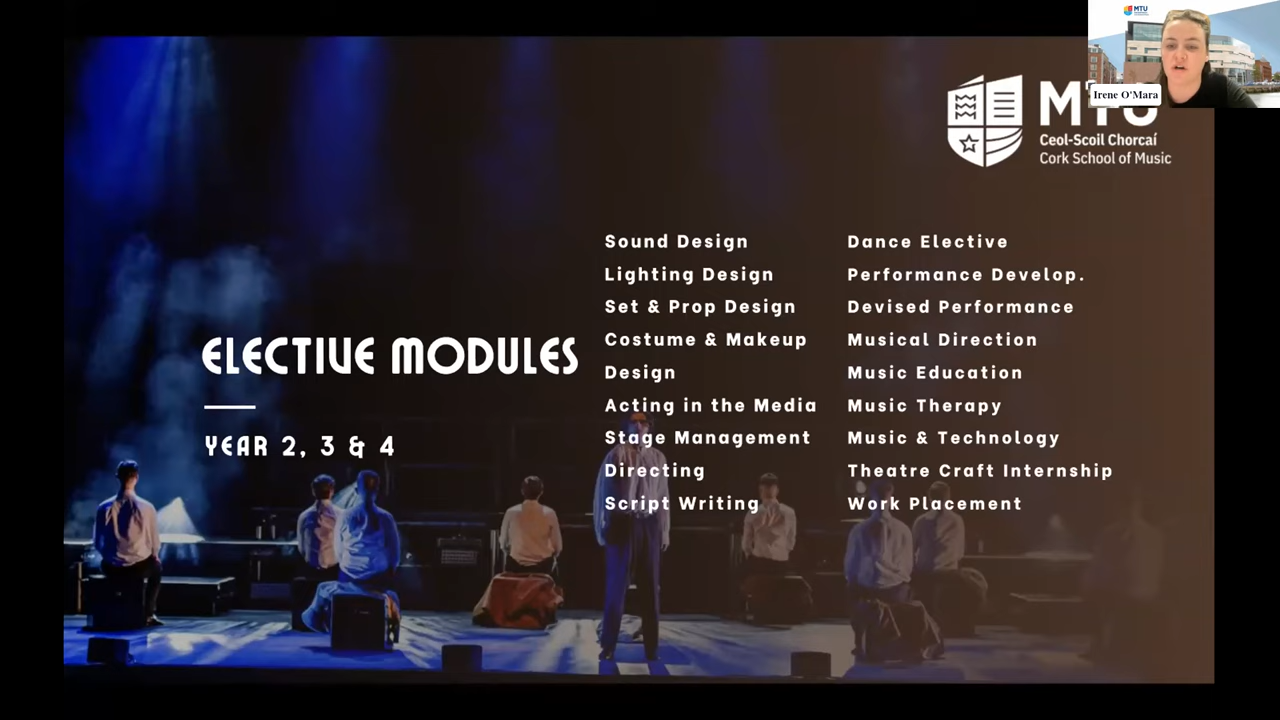 MTU
Irene O'Mara
MTU
Ceol-Scoil Chorcaí
Cork School of Music
ELECTIVE MODULES
YEAR 2, 3 & 4
Sound Design
Lighting Design
Set & Prop Design
Costume & Makeup
Design
Acting in the Media
Stage Management
Directing
Script Writing
Dance Elective
Performance Develop.
Devised Performance
Musical Direction
Music Education
Music Therapy
Music & Technology
Theatre Craft Internship
Work Placement